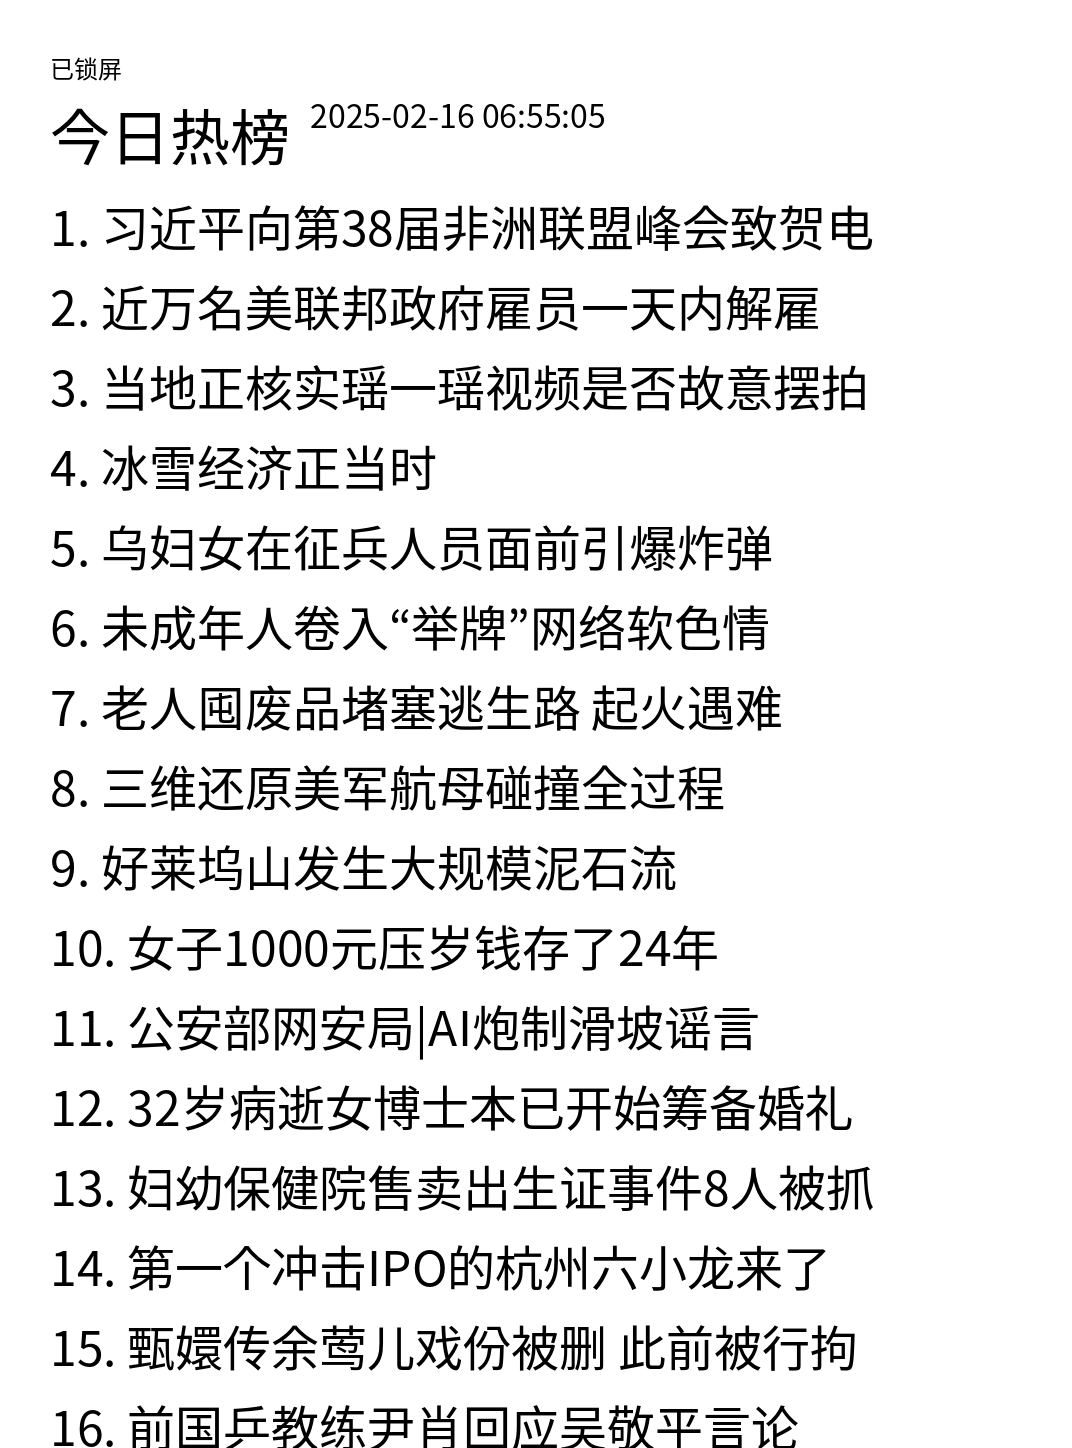 已锁屏
今日热榜 2025-02-16 06:55:05
1. 习近平向第38届非洲联盟峰会致贺电
2. 近万名美联邦政府雇员一天内解雇
3. 当地正核实瑶一瑶视频是否故意摆拍
4. 冰雪经济正当时
5. 乌妇女在征兵人员面前引爆炸弹
6. 未成年人卷入“举牌”网络软色情
7. 老人囤废品堵塞逃生路 起火遇难
8. 三维还原美军航母碰撞全过程
9. 好莱坞山发生大规模泥石流
10. 女子1000元压岁钱存了24年
11. 公安部网安局|AI炮制滑坡谣言
12. 32岁病逝女博士本已开始筹备婚礼
13. 妇幼保健院售卖出生证事件8人被抓
14. 第一个冲击IPO的杭州六小龙来了
15. 甄嬛传余莺儿戏份被删 此前被行拘
16. 前国乒教练尹肖回应吴敬平言论